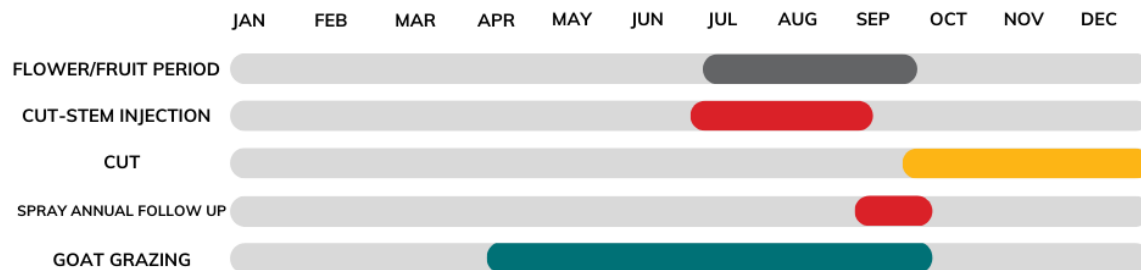 JAN FEB MAR APR MAY JUN JUL AUG SEP OCT NOV DEC
FLOWER/FRUIT PERIOD
CUT-STEM INJECTION
CUT
SPRAY ANNUAL FOLLOW UP
GOAT GRAZING